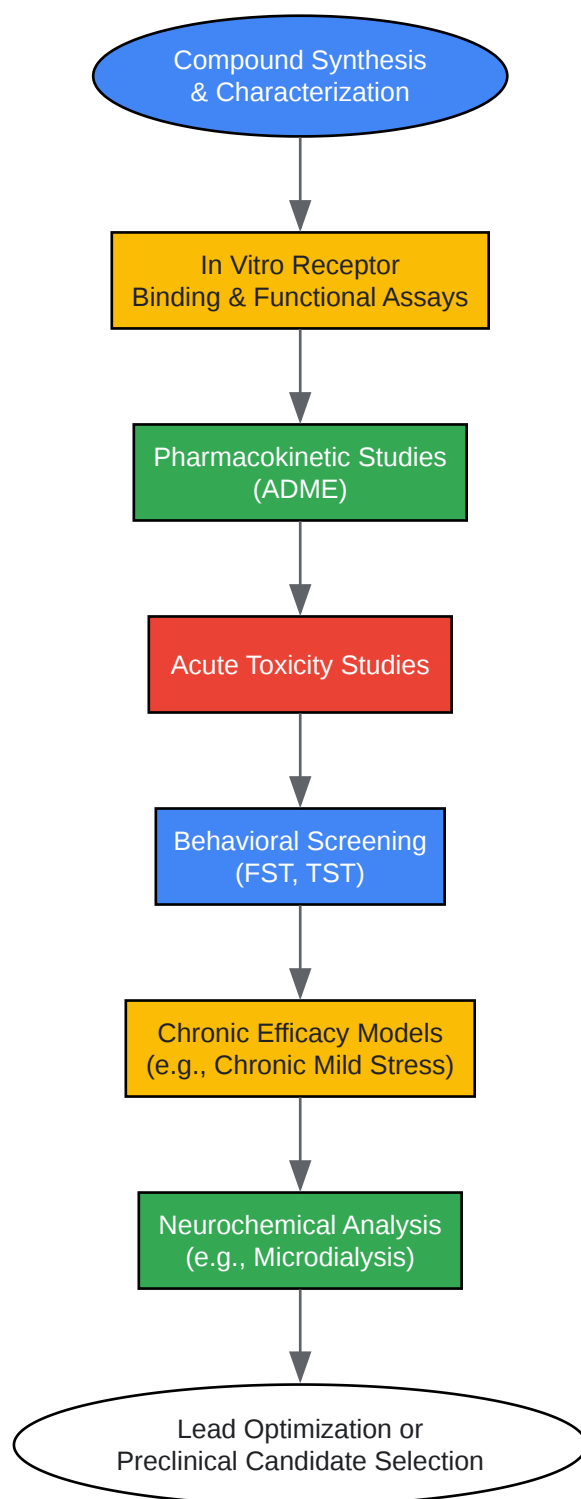 Compound Synthesis
& Characterization
In Vitro Receptor
Binding & Functional Assays
Pharmacokinetic Studies
(ADME)
Acute Toxicity Studies
Behavioral Screening
(FST, TST)
Chronic Efficacy Models
(e.g., Chronic Mild Stress)
Neurochemical Analysis
(e.g., Microdialysis)
Lead Optimization or
Preclinical Candidate Selection